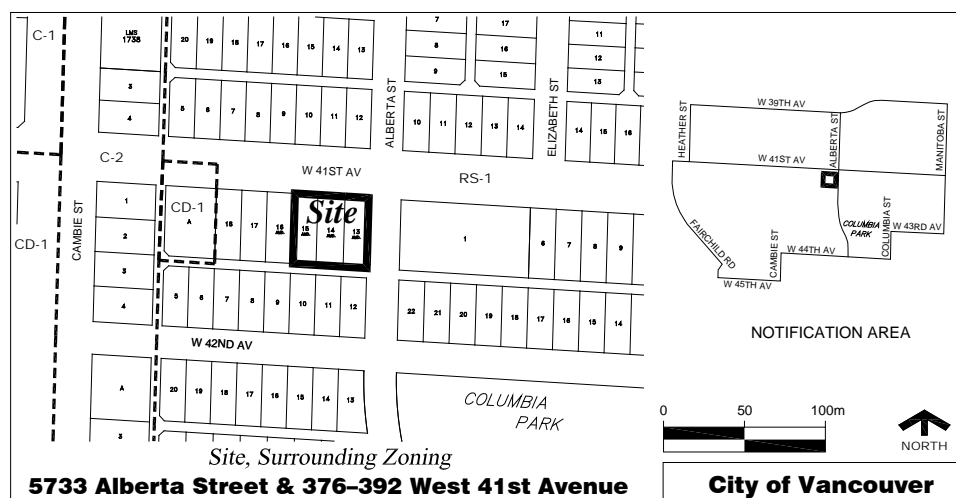 C-1
LMS
1738
3
4
20 19 18 17 16 15 14 13
5 6 7 8 9 10 11 12
7 17
8 16
9 15
10 11 12 13 14
11
12
13
14 15 16
ALBERTA ST
ELIZABETH ST
C-2
W 41ST AV
RS-1
CAMBIE ST
CD-1
1
2
3
4
CD-1
A 18 17 16 15 14 13
Site
1 6 7 8 9
5 6 7 8 9 10 11 12
22 21 20 19 18 17 16 15 14
W 42ND AV
A
3
20 19 18 17 16 15 14 13
COLUMBIA
PARK
Site, Surrounding Zoning
5733 Alberta Street & 376–392 West 41st Avenue
HEATHER ST
W 39TH AV
ALBERTA ST
MANITOBA ST
W 41ST AV
FAIRCHILD RD
CAMBIE ST
COLUMBIA
PARK
COLUMBIA ST
W 43RD AV
W 44TH AV
W 45TH AV
NOTIFICATION AREA
0 50 100m
NORTH
City of Vancouver